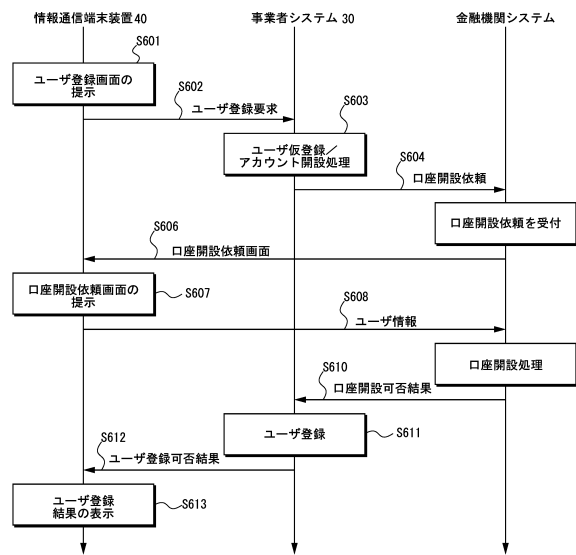 情報通信端末装置40
事業者システム30
金融機関システム
S601
ユーザ登録画面の
提示
S602
ユーザ登録要求
S603
ユーザ仮登録/
アカウント開設処理
S604
口座開設依頼
口座開設依頼を受付
S606
口座開設依頼画面
口座開設依頼画面の
提示
S607
S608
ユーザ情報
口座開設処理
S610
口座開設可否結果
ユーザ登録
S611
S612
ユーザ登録可否結果
ユーザ登録
結果の表示
S613